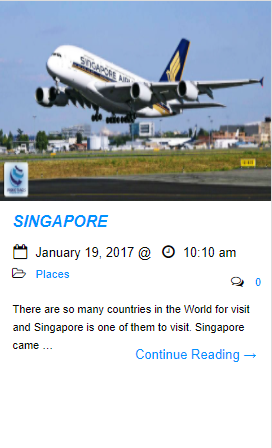 SINGAPORE AIRLINES
SINGAPORE
January 19, 2017 @ 10:10 am
Places
0
There are so many countries in the World for visit
and Singapore is one of them to visit. Singapore
came ...
Continue Reading →